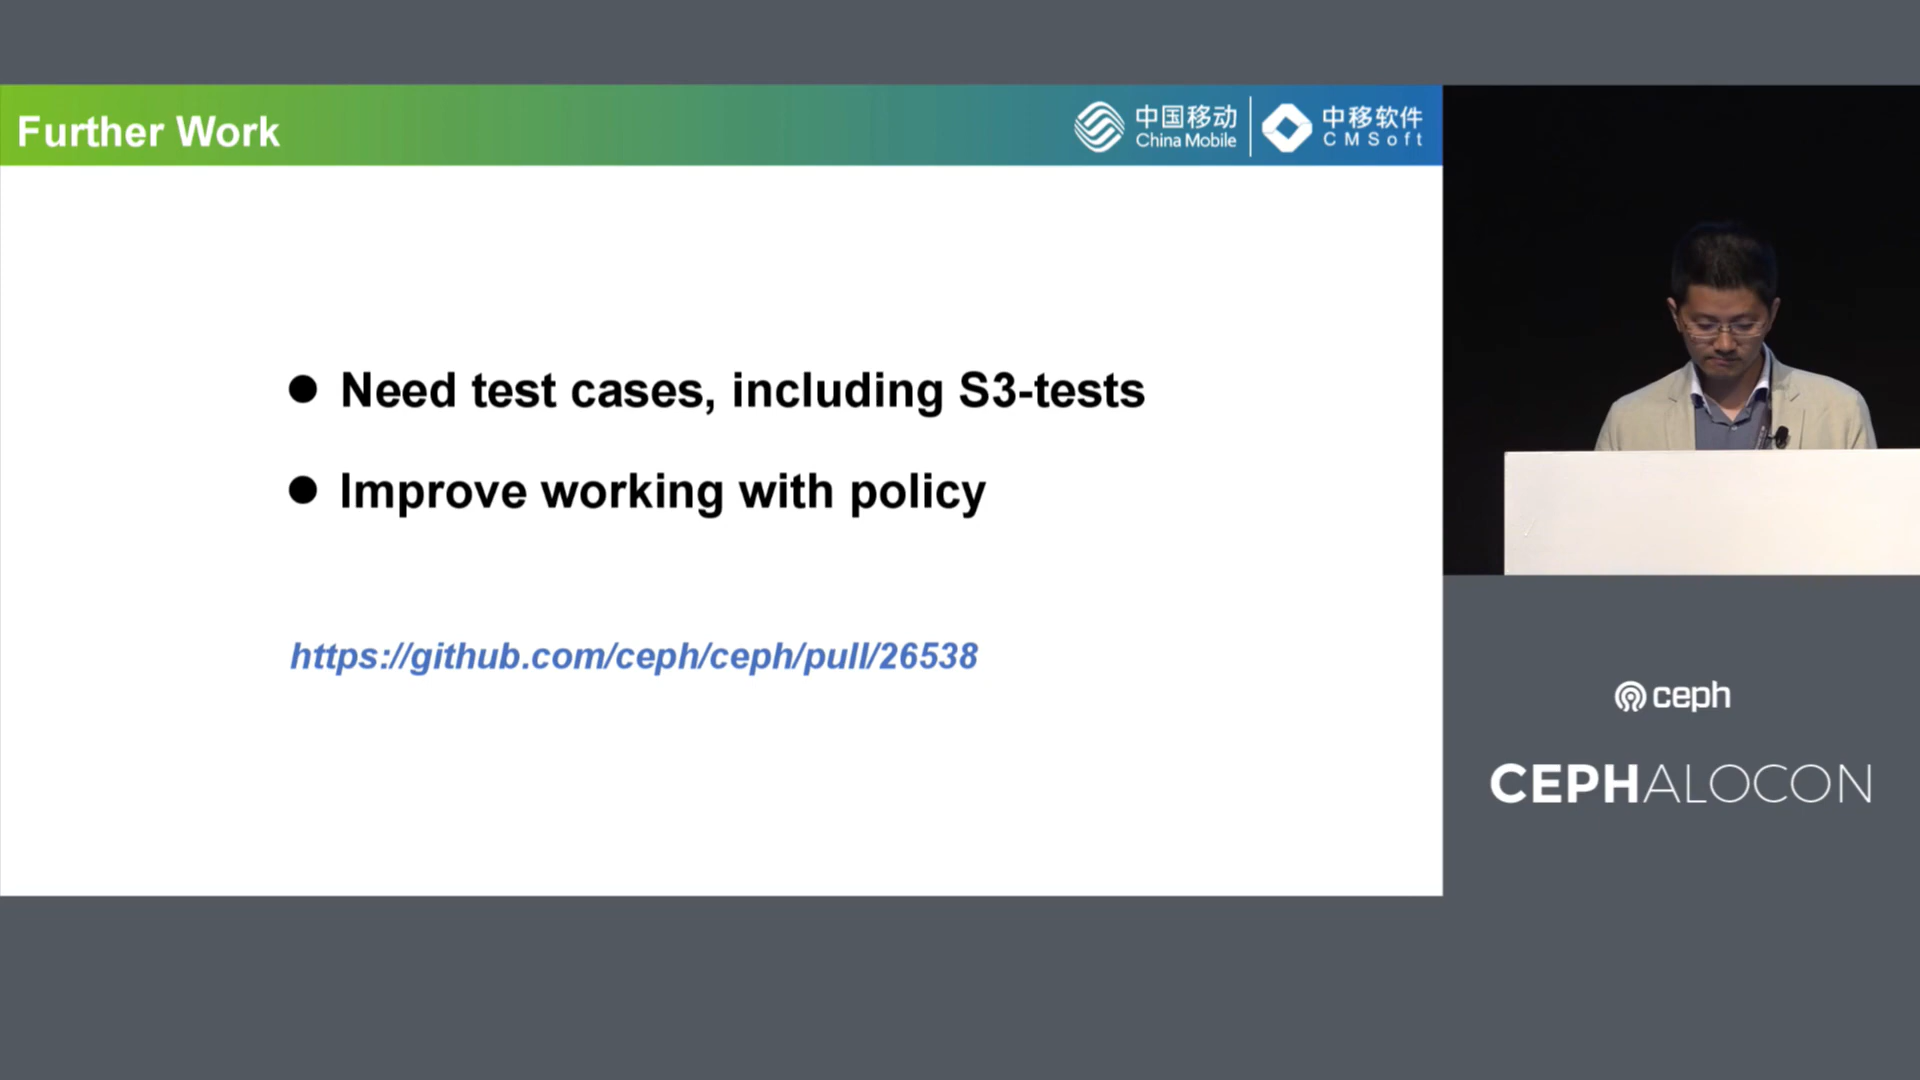 Further Work
中国移动
China Mobile
中移软件
CMSoft
Need test cases, including S3-tests
Improve working with policy
https://github.com/ceph/ceph/pull/26538
ceph
CEPHALOCON